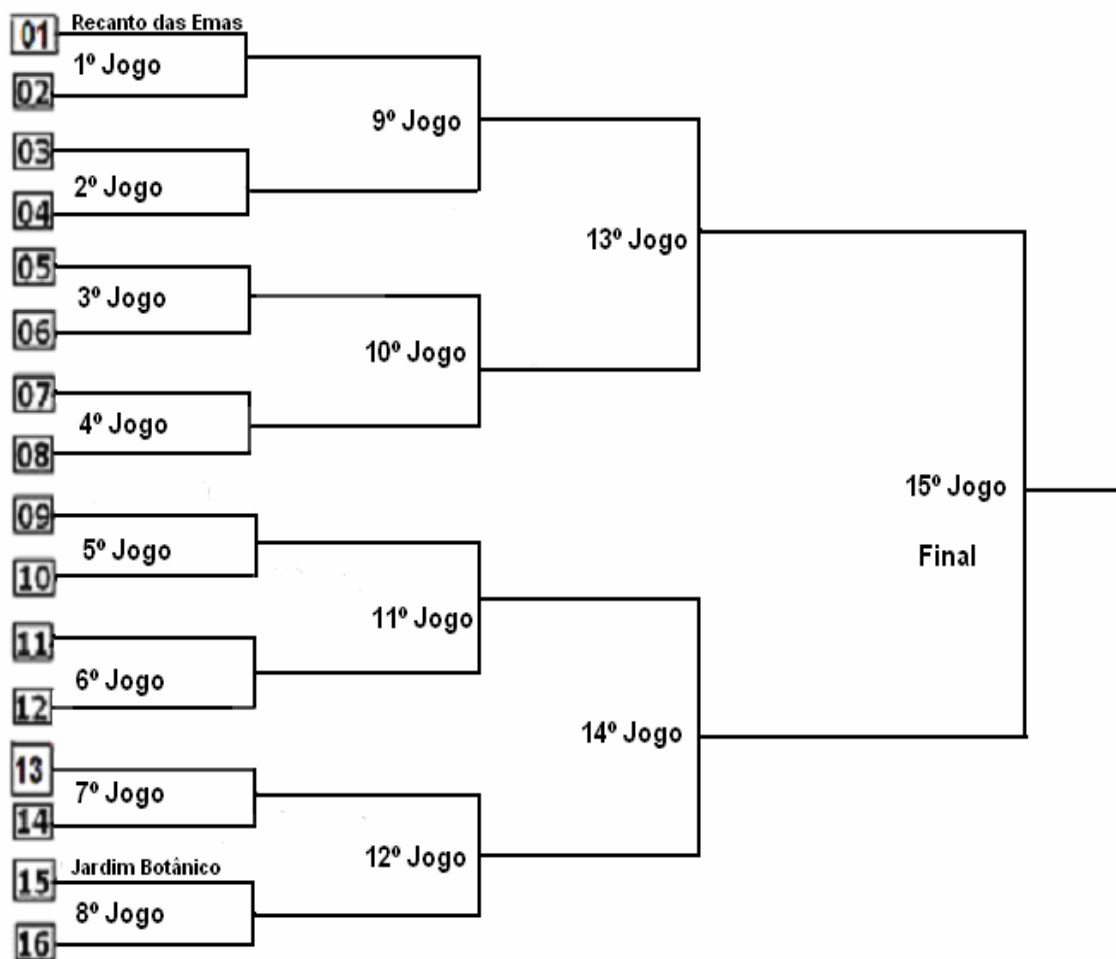 01 Recanto das Emas
1º Jogo
02
9º Jogo
03
2º Jogo
04
13º Jogo
05
3º Jogo
06
10º Jogo
07
4º Jogo
08
15º Jogo
Final
09
5º Jogo
10
11º Jogo
11
6º Jogo
12
14º Jogo
13
7º Jogo
14
12º Jogo
15 Jardim Botânico
8º Jogo
16